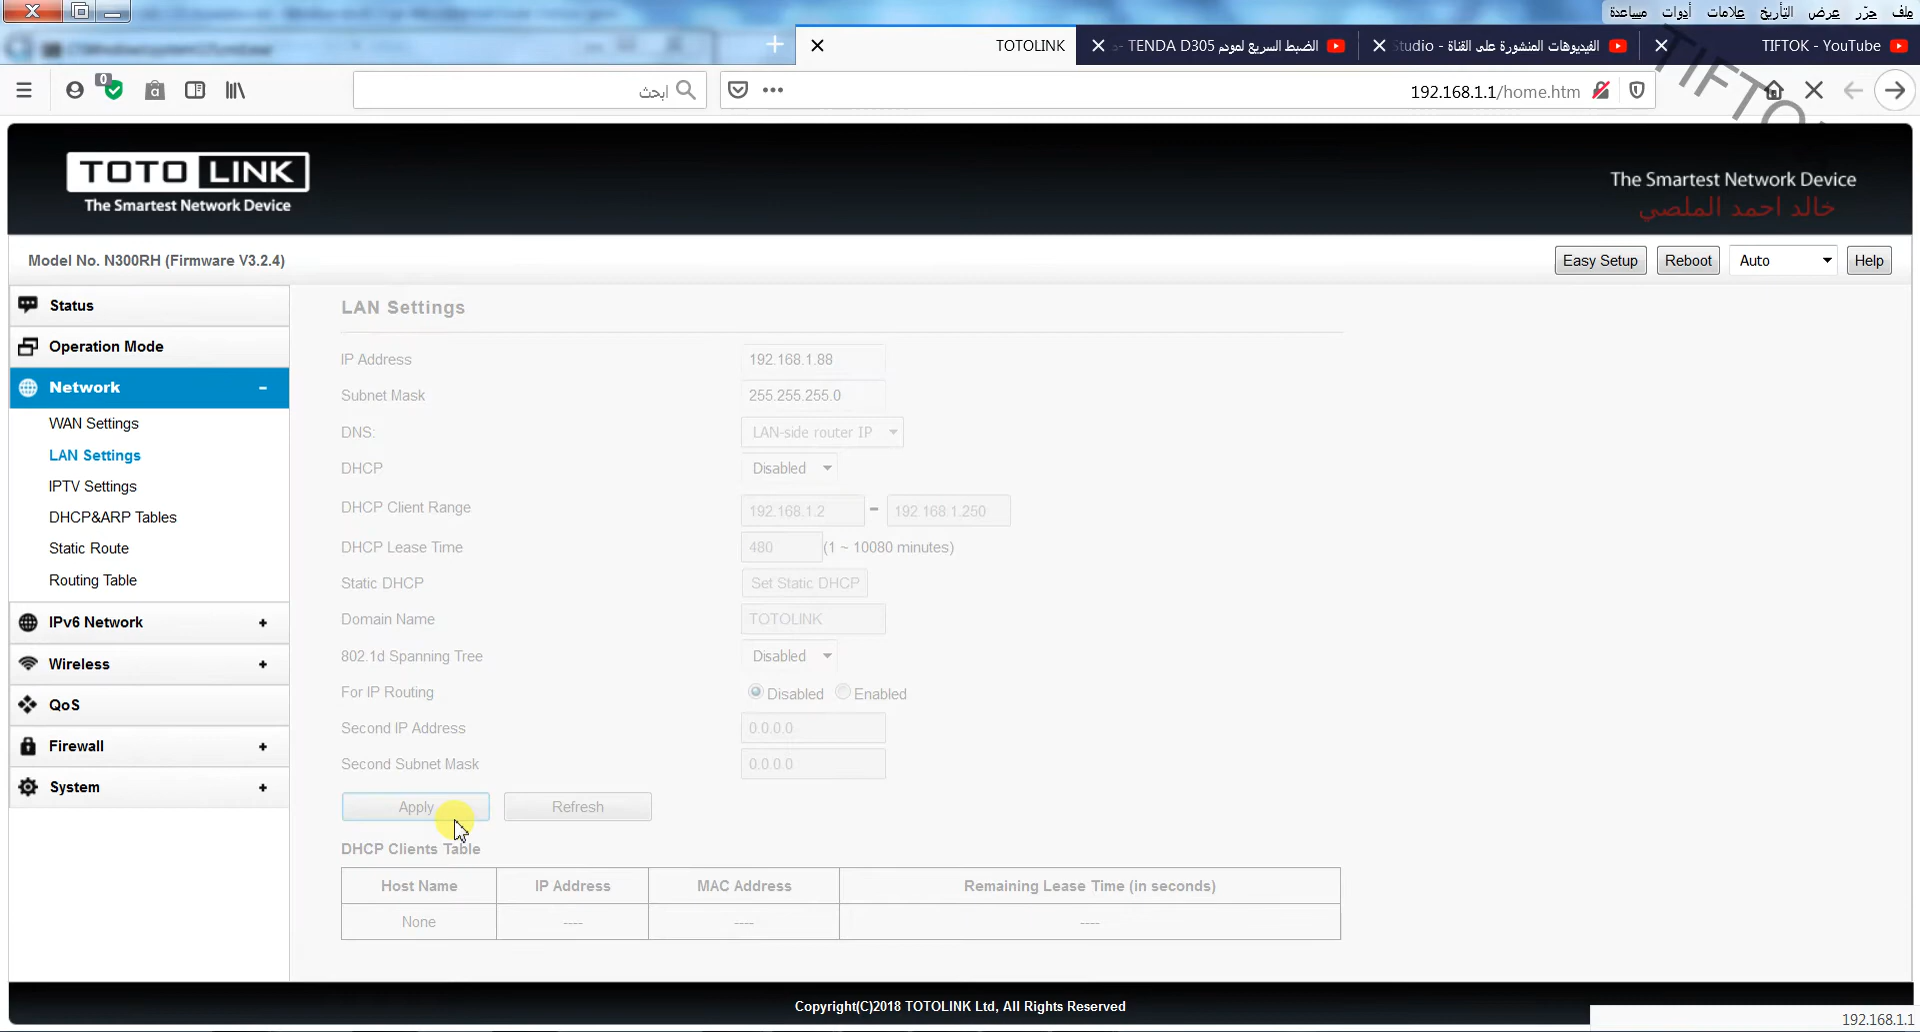 ملف حرّر عرض التأريخ علامات أدوات مساعدة
TIFTOK - YouTube
الفيديوهات المنشورة على القناة - Studio
الضبط السريع لمودم TENDA D305
TOTOLINK
192.168.1.1/home.htm
ابحث
0
TIFTO
TOTO LINK
The Smartest Network Device
The Smartest Network Device
خالد احمد الملصي
Model No. N300RH (Firmware V3.2.4)
Easy Setup
Reboot
Auto
Help
Status
Operation Mode
Network -
WAN Settings
LAN Settings
IPTV Settings
DHCP&ARP Tables
Static Route
Routing Table
IPv6 Network +
Wireless +
QoS
Firewall +
System +
LAN Settings
IP Address 192.168.1.88
Subnet Mask 255.255.255.0
DNS: LAN-side router IP
DHCP Disabled
DHCP Client Range 192.168.1.2 - 192.168.1.250
DHCP Lease Time 480 (1 ~ 10080 minutes)
Static DHCP Set Static DHCP
Domain Name TOTOLINK
802.1d Spanning Tree Disabled
For IP Routing Disabled Enabled
Second IP Address 0.0.0.0
Second Subnet Mask 0.0.0.0
Apply Refresh
DHCP Clients Table
Host Name IP Address MAC Address Remaining Lease Time (in seconds)
None ---- ---- ----
Copyright(C)2018 TOTOLINK Ltd, All Rights Reserved
192.168.1.1